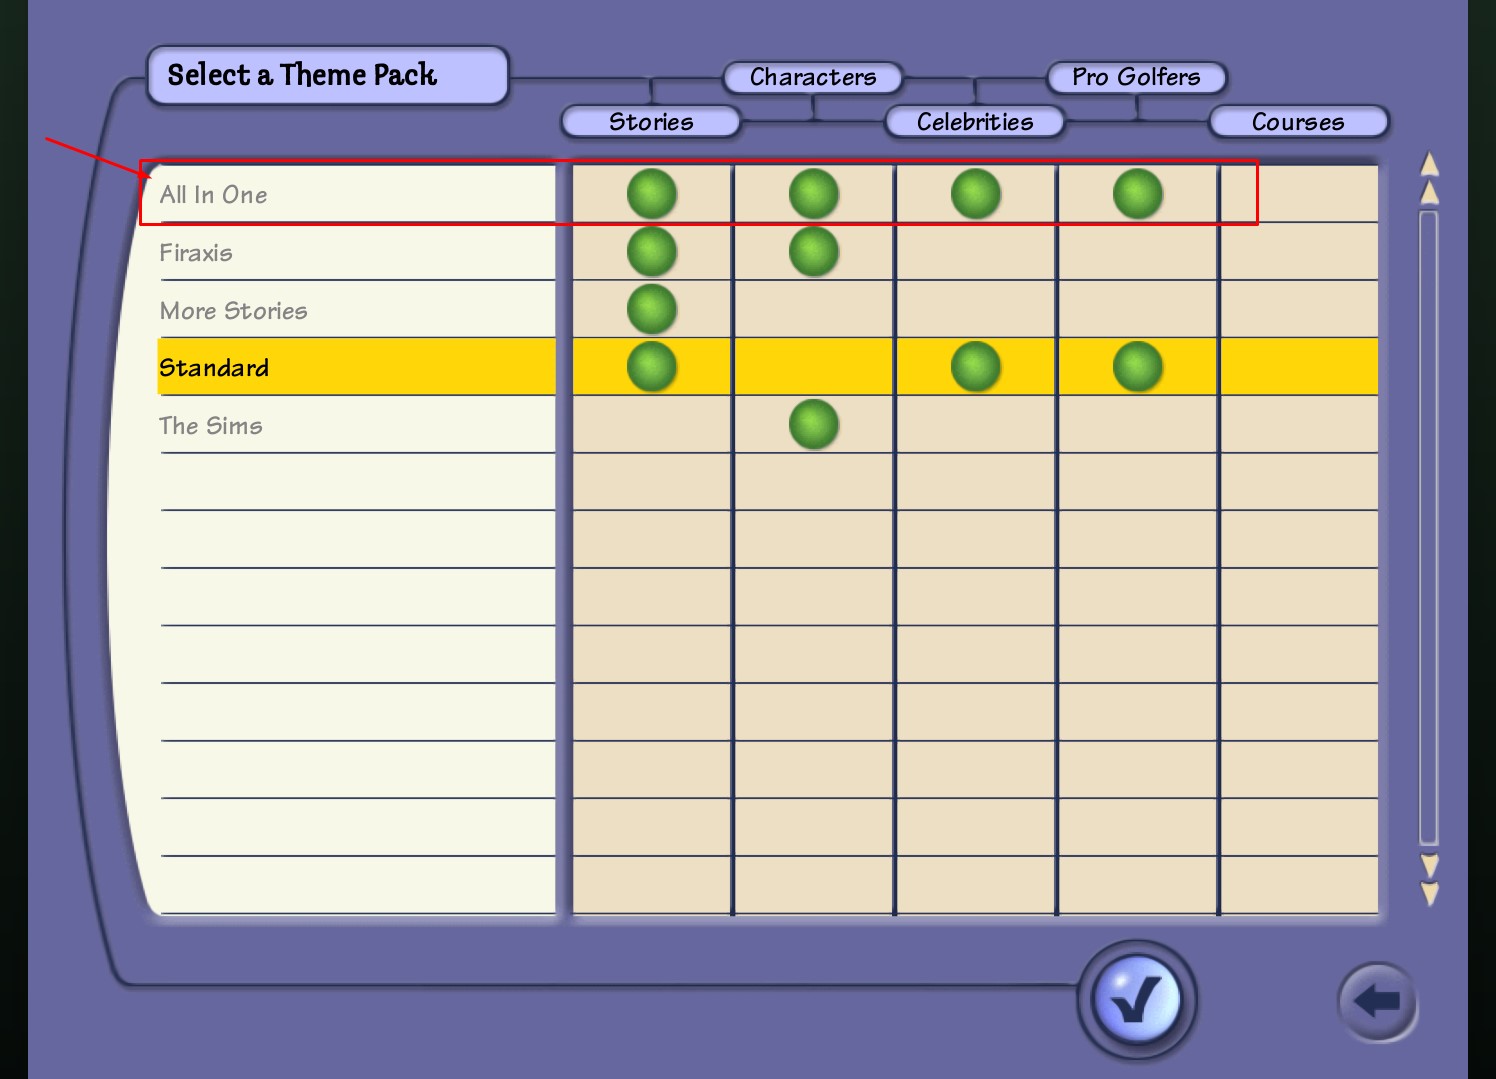 Select a Theme Pack
Characters
Pro Golfers
Stories
Celebrities
Courses
All In One
Firaxis
More Stories
Standard
The Sims